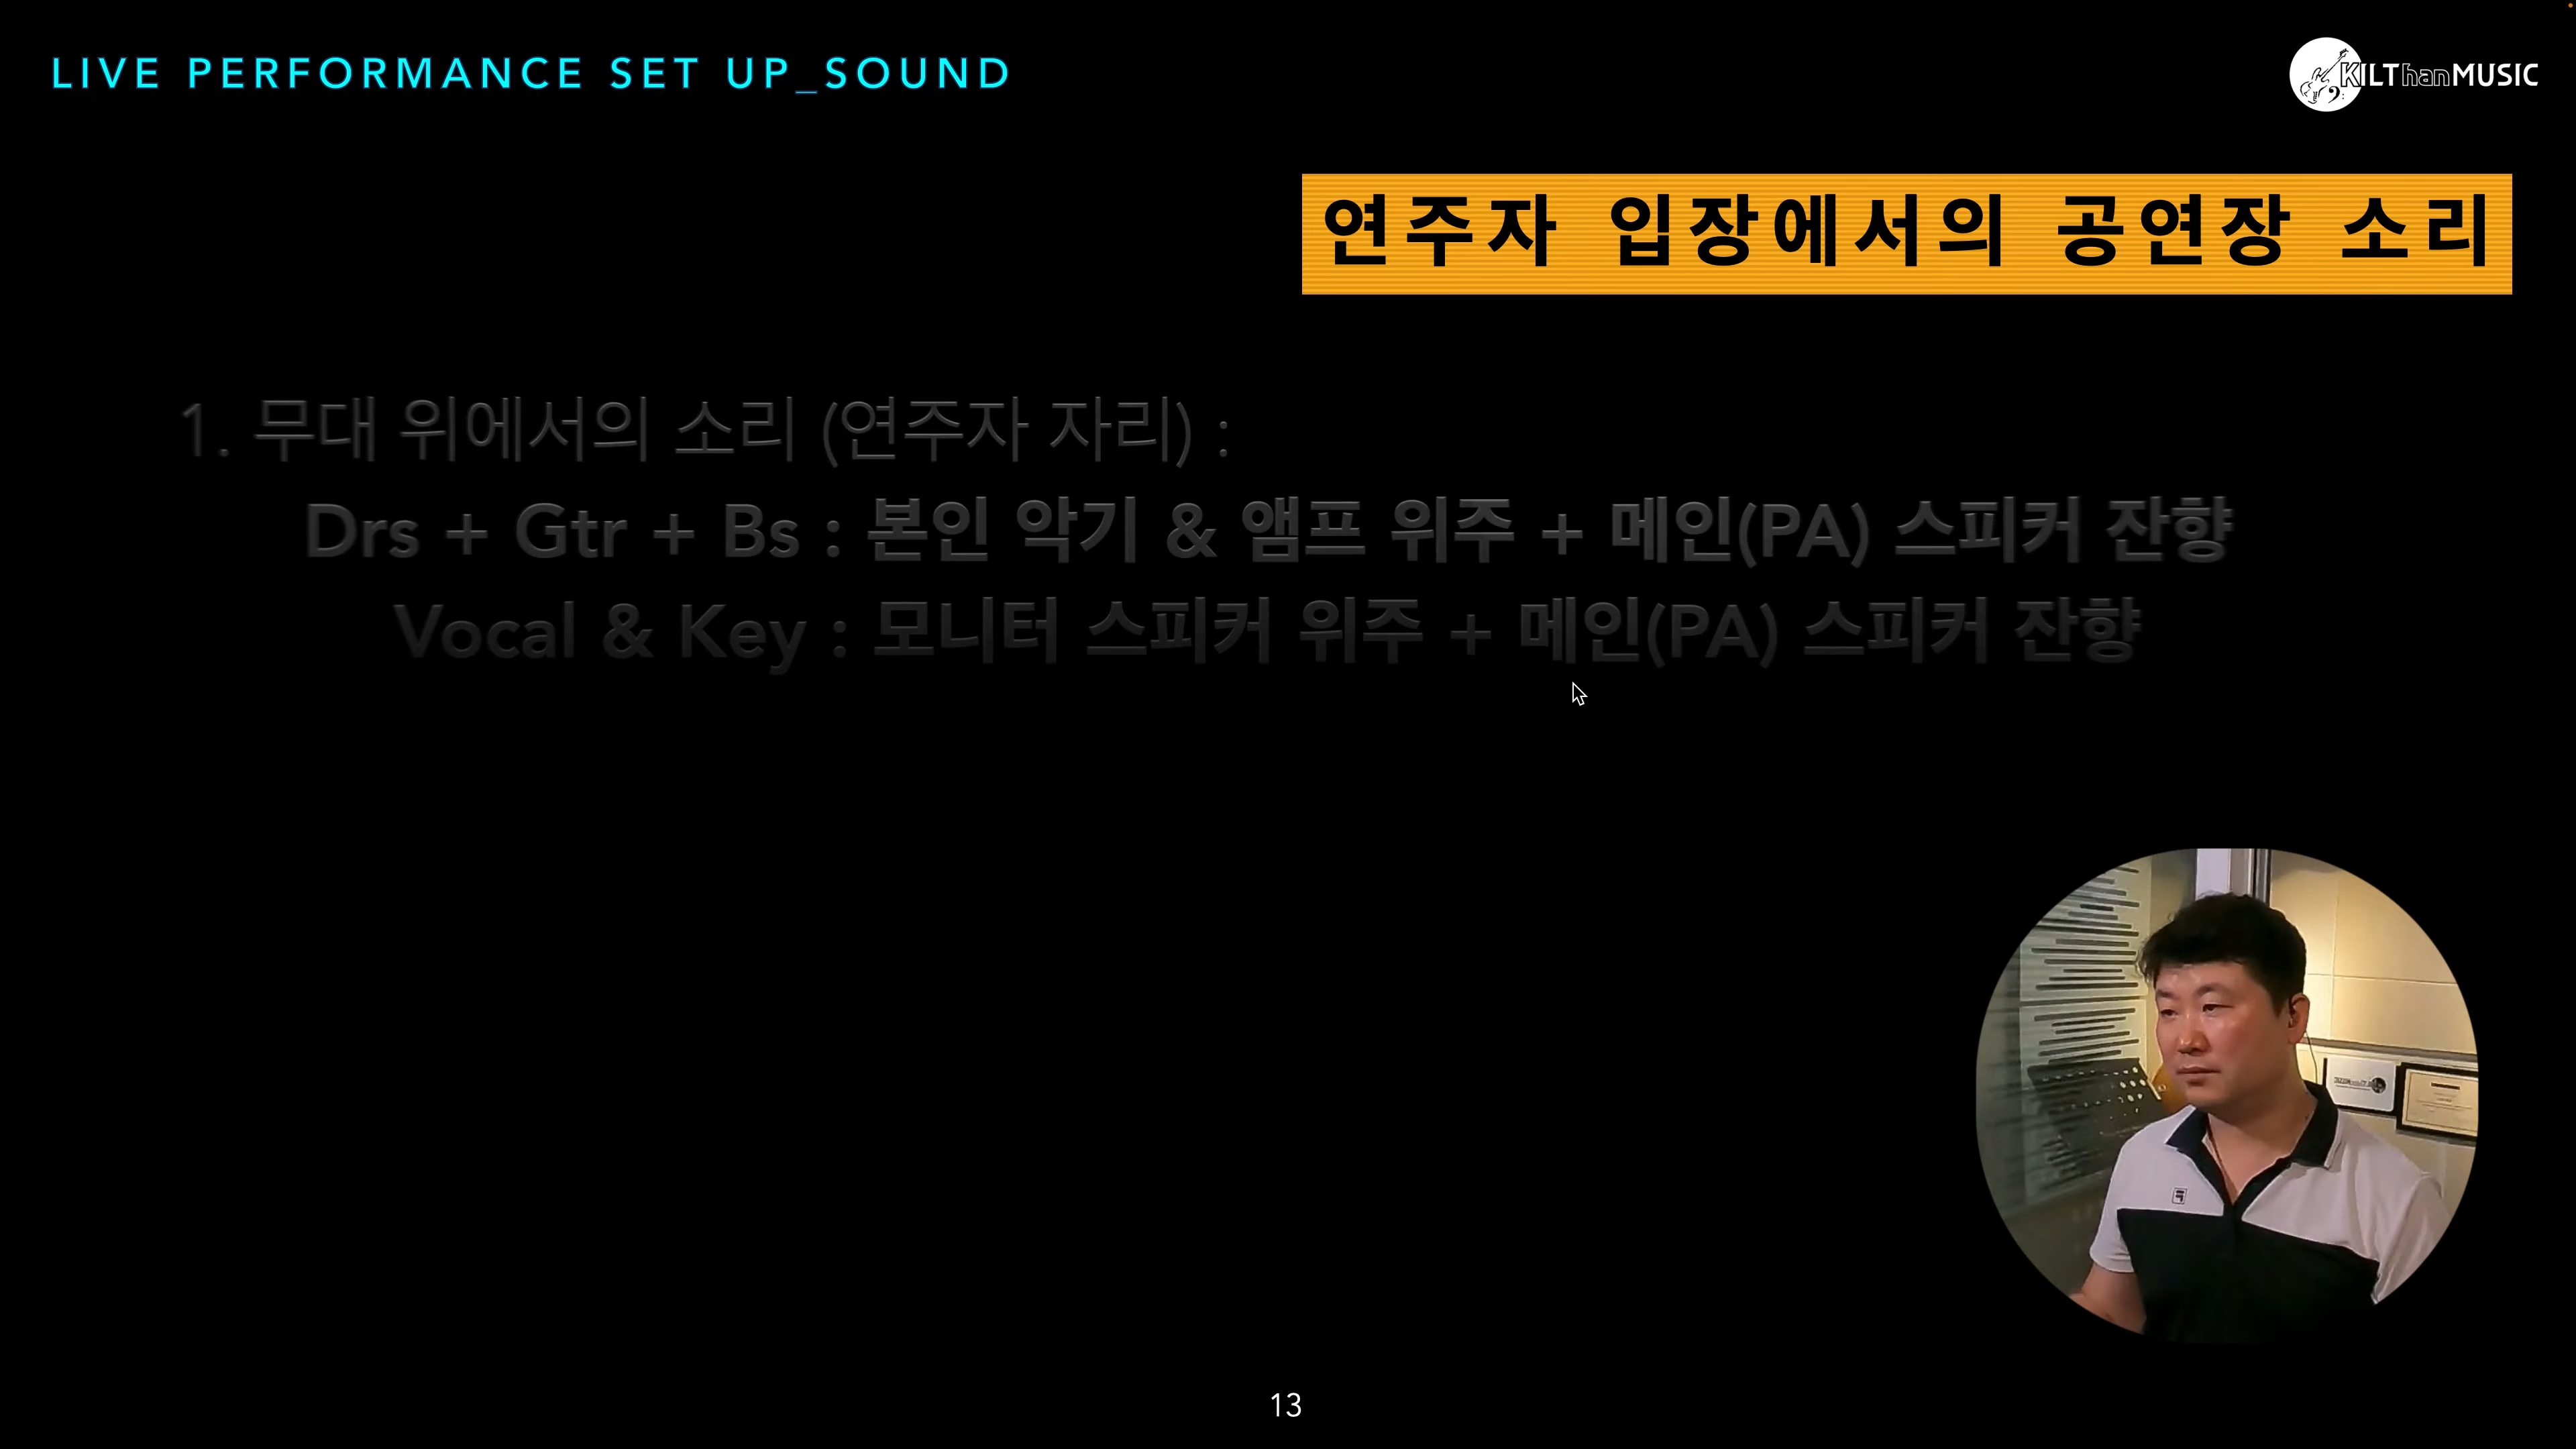 LIVE PERFORMANCE SET UP_SOUND
KILThanMUSIC
연주자 입장에서의 공연장 소리
1. 무대 위에서의 소리 (연주자 자리) :
Drs + Gtr + Bs : 본인 악기 & 앰프 위주 + 메인(PA) 스피커 잔향
Vocal & Key : 모니터 스피커 위주 + 메인(PA) 스피커 잔향
13